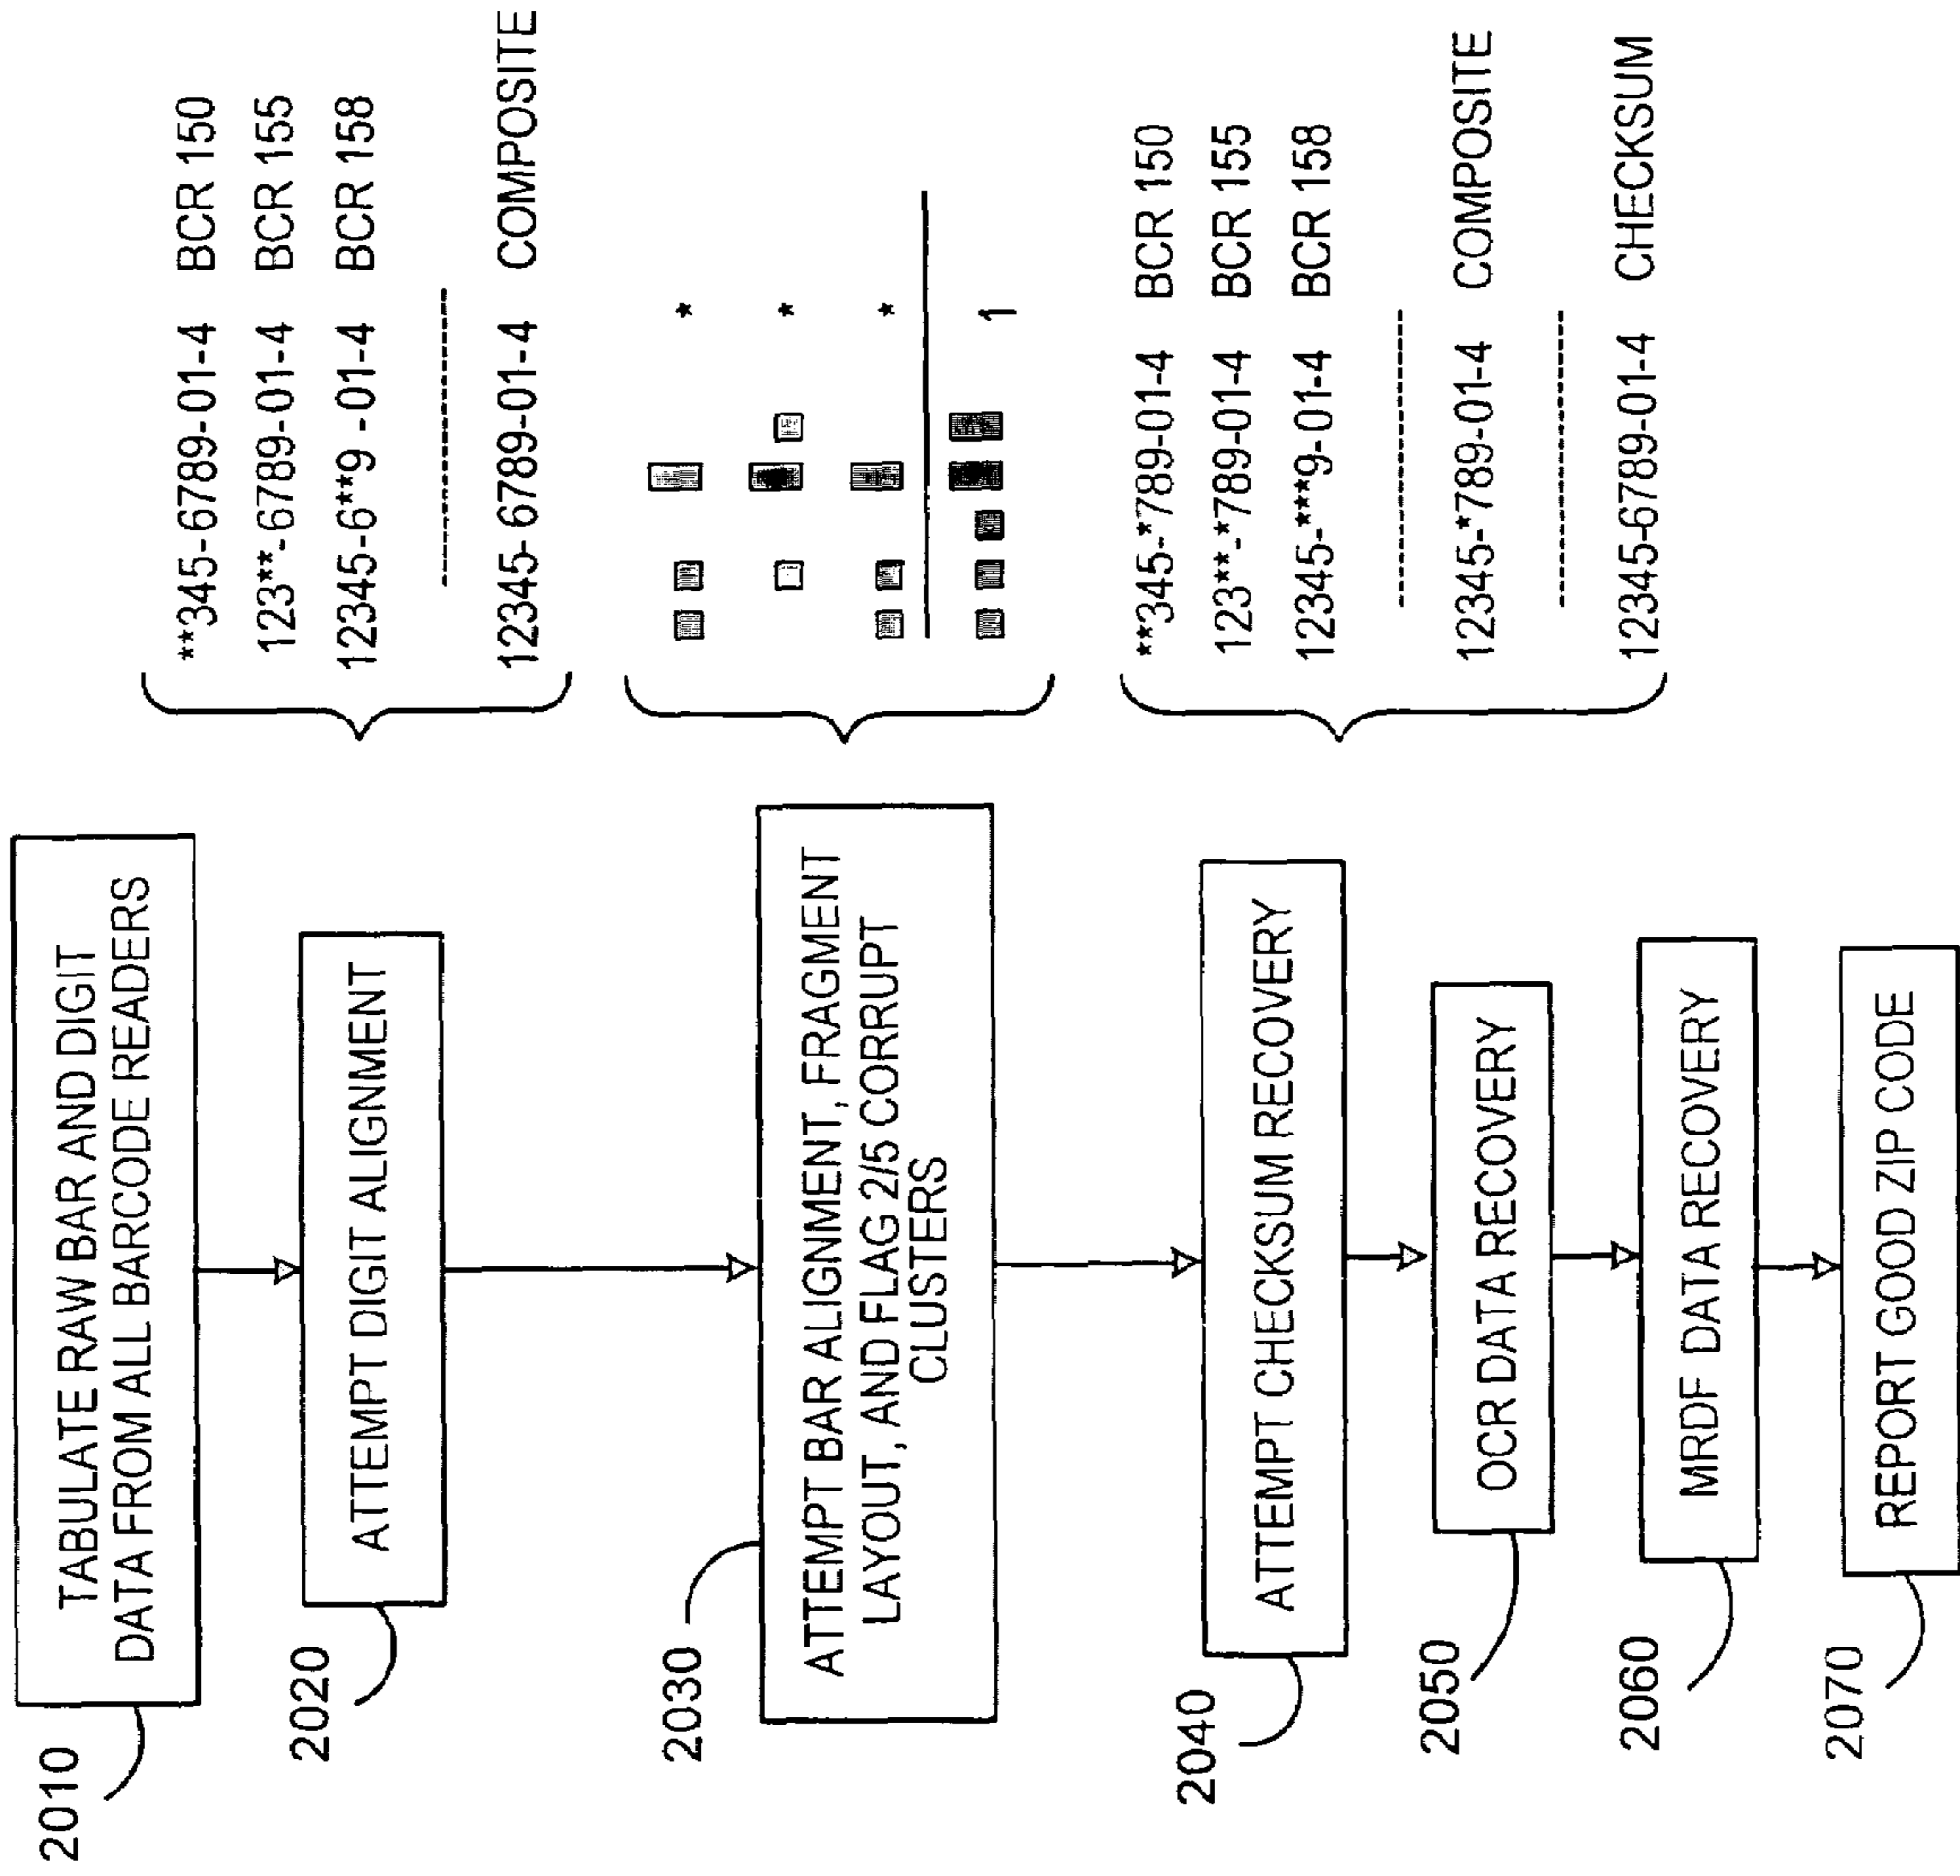 2010
TABULATE RAW BAR AND DIGIT
DATA FROM ALL BARCODE READERS
2020
ATTEMPT DIGIT ALIGNMENT
**345-6789-01-4 BCR 150
123**-6789-01-4 BCR 155
12345-6**9 -01-4 BCR 158
12345-6789-01-4 COMPOSITE
2030
ATTEMPT BAR ALIGNMENT, FRAGMENT
LAYOUT, AND FLAG 2/5 CORRUPT
CLUSTERS
*
*
*
1
2040
ATTEMPT CHECKSUM RECOVERY
**345-*789-01-4 BCR 150
123**-*789-01-4 BCR 155
12345-***9-01-4 BCR 158
12345-*789-01-4 COMPOSITE
12345-6789-01-4 CHECKSUM
2050
OCR DATA RECOVERY
2060
MRDF DATA RECOVERY
2070
REPORT GOOD ZIP CODE